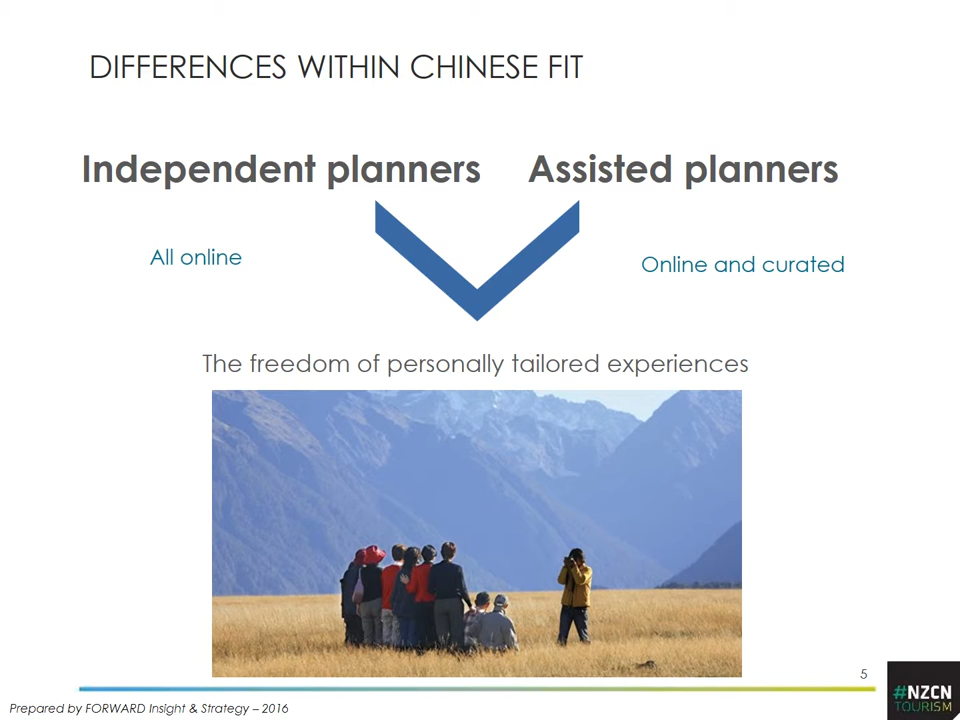 DIFFERENCES WITHIN CHINESE FIT
Independent planners
Assisted planners
All online
Online and curated
The freedom of personally tailored experiences
5
#NZCN
TOURISM
Prepared by FORWARD Insight & Strategy – 2016